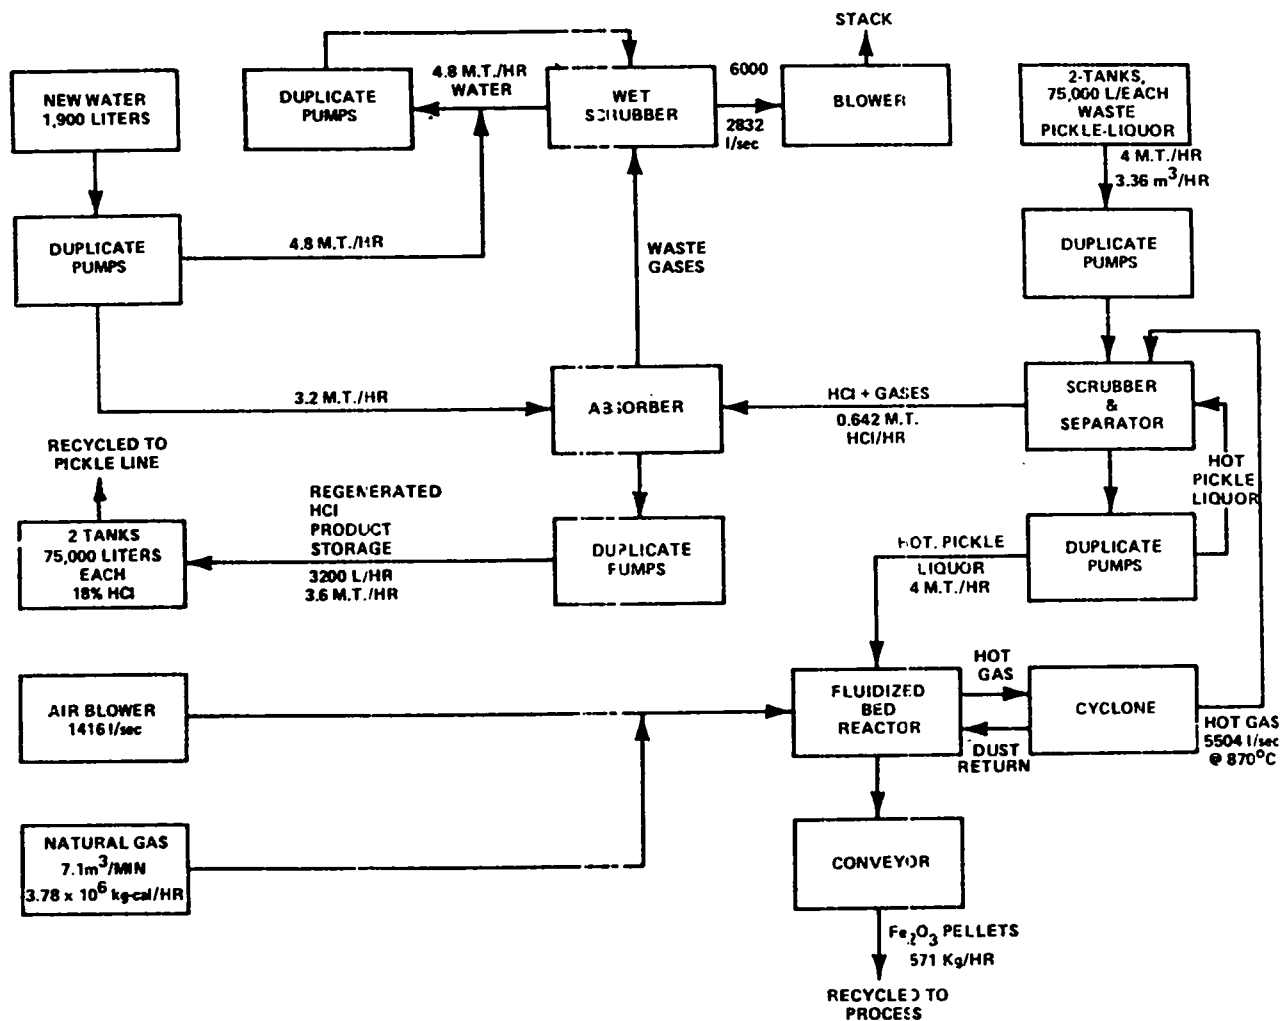 STACK
NEW WATER
1,900 LITERS
DUPLICATE
PUMPS
4.8 M.T./HR
WATER
WET
SCRUBBER
6000
2832
l/sec
BLOWER
2-TANKS,
75,000 L/EACH
WASTE
PICKLE-LIQUOR
4 M.T./HR
3.36 m³/HR
DUPLICATE
PUMPS
4.8 M.T./HR
WASTE
GASES
DUPLICATE
PUMPS
3.2 M.T./HR
ABSORBER
HCl + GASES
0.642 M.T.
HCl/HR
SCRUBBER
&
SEPARATOR
RECYCLED TO
PICKLE LINE
HOT
PICKLE
LIQUOR
2 TANKS
75,000 LITERS
EACH
18% HCl
REGENERATED
HCl
PRODUCT
STORAGE
3200 L/HR
3.6 M.T./HR
DUPLICATE
PUMPS
HOT. PICKLE
LIQUOR
4 M.T./HR
DUPLICATE
PUMPS
AIR BLOWER
1416 l/sec
FLUIDIZED
BED
REACTOR
HOT
GAS
DUST
RETURN
CYCLONE
HOT GAS
5504 l/sec
@ 870°C
NATURAL GAS
7.1m³/MIN
3.78 x 10⁶ kg-cal/HR
CONVEYOR
Fe₂O₃ PELLETS
571 Kg/HR
RECYCLED TO
PROCESS